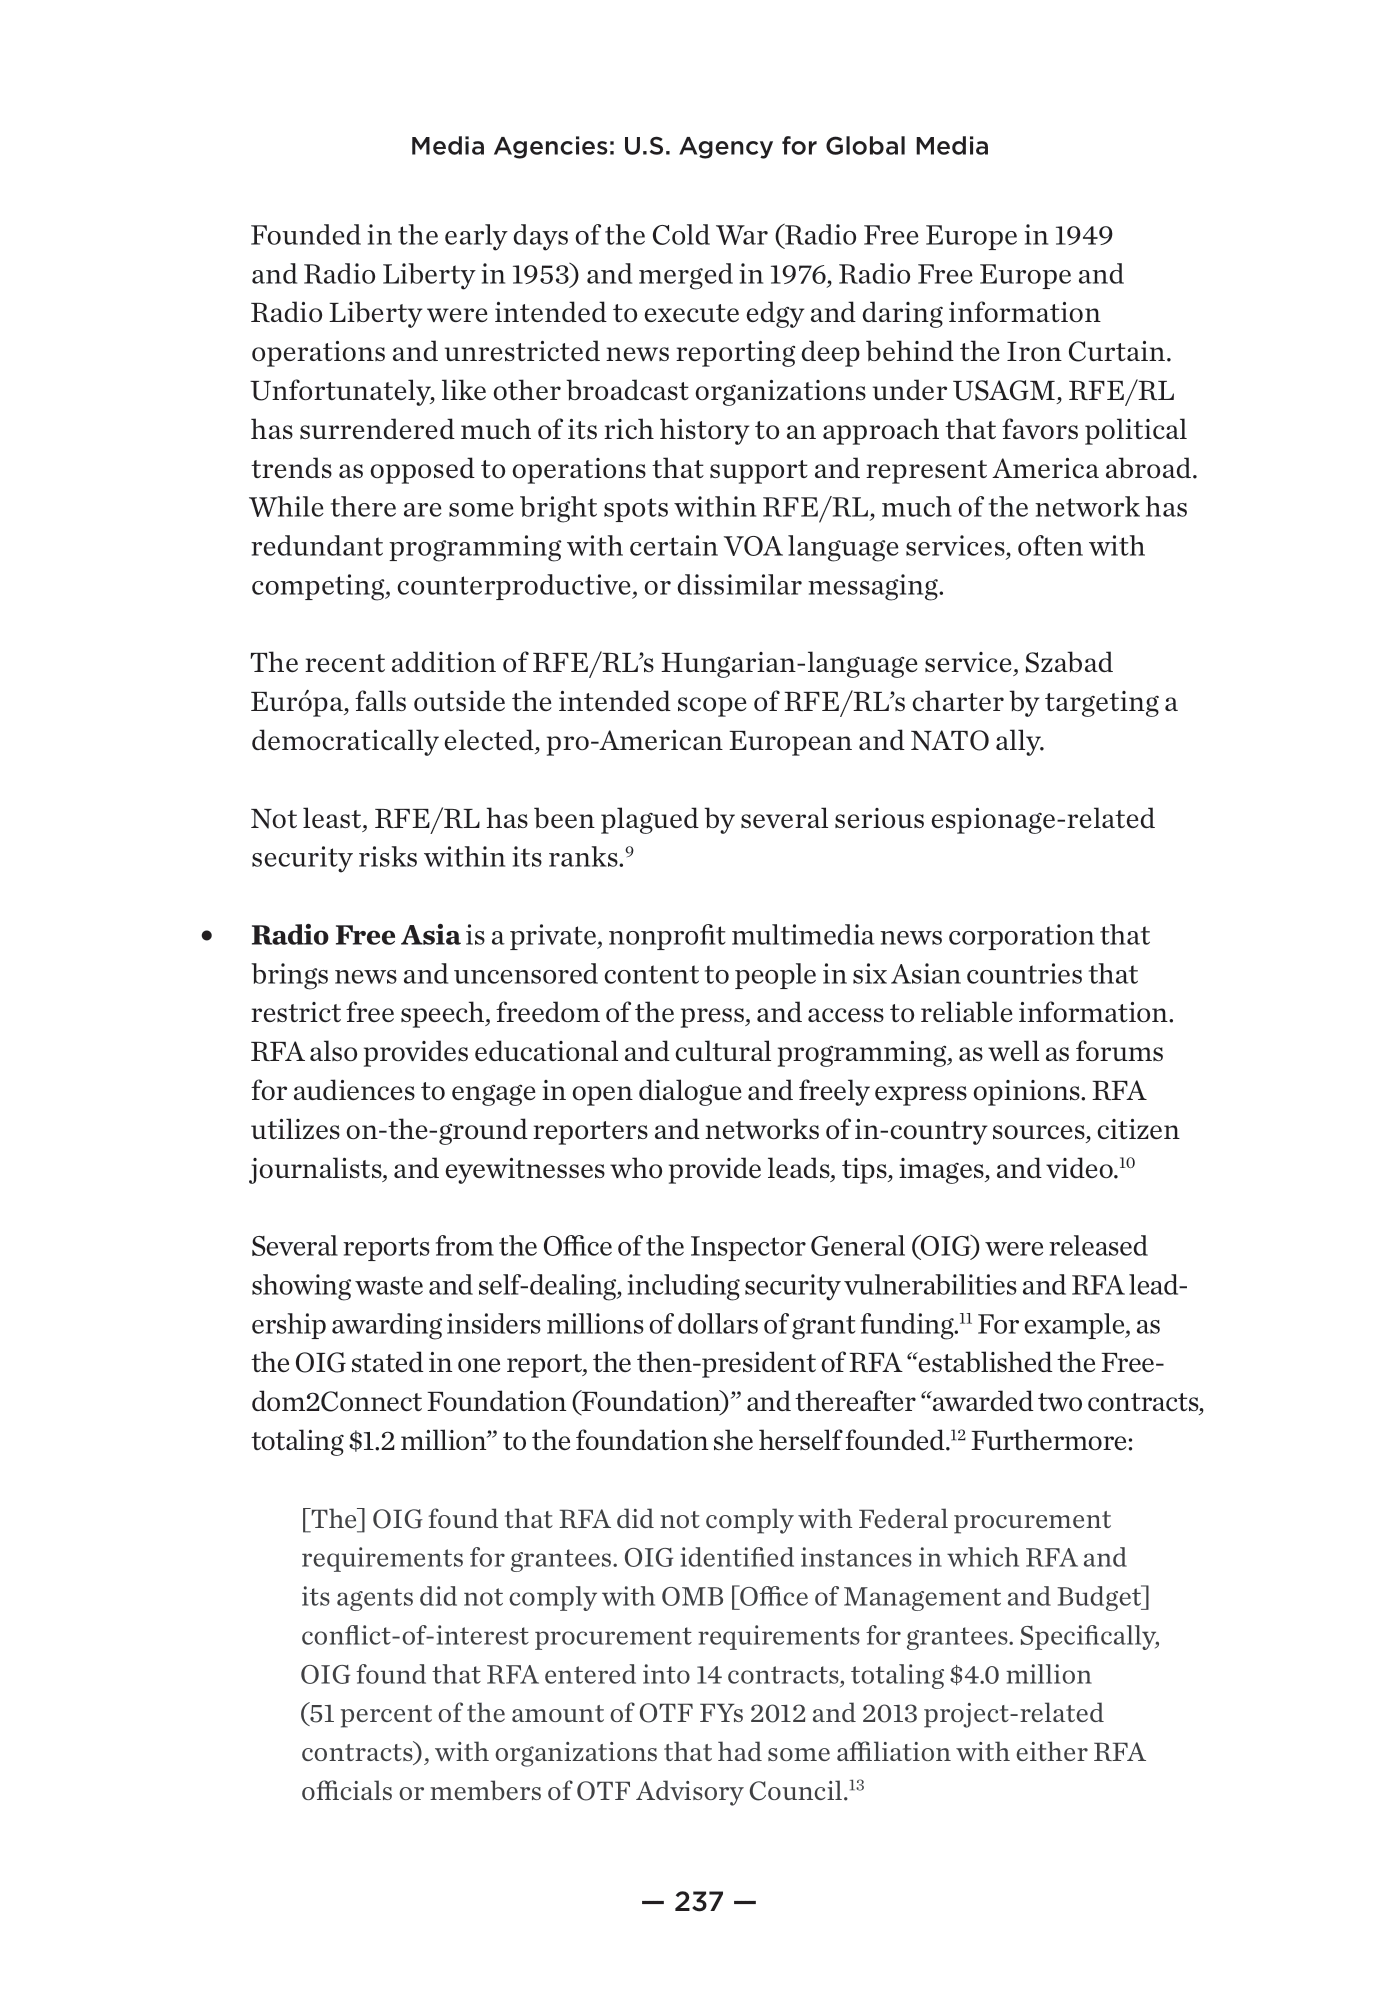 Media Agencies: U.S. Agency for Global Media
Founded in the early days of the Cold War (Radio Free Europe in 1949
and Radio Liberty in 1953) and merged in 1976, Radio Free Europe and
Radio Liberty were intended to execute edgy and daring information
operations and unrestricted news reporting deep behind the Iron Curtain.
Unfortunately, like other broadcast organizations under USAGM, RFE/RL
has surrendered much of its rich history to an approach that favors political
trends as opposed to operations that support and represent America abroad.
While there are some bright spots within RFE/RL, much of the network has
redundant programming with certain VOA language services, often with
competing, counterproductive, or dissimilar messaging.
The recent addition of RFE/RL’s Hungarian-language service, Szabad
Európa, falls outside the intended scope of RFE/RL’s charter by targeting a
democratically elected, pro-American European and NATO ally.
Not least, RFE/RL has been plagued by several serious espionage-related
security risks within its ranks.⁹
• Radio Free Asia is a private, nonprofit multimedia news corporation that
brings news and uncensored content to people in six Asian countries that
restrict free speech, freedom of the press, and access to reliable information.
RFA also provides educational and cultural programming, as well as forums
for audiences to engage in open dialogue and freely express opinions. RFA
utilizes on-the-ground reporters and networks of in-country sources, citizen
journalists, and eyewitnesses who provide leads, tips, images, and video.¹⁰
Several reports from the Office of the Inspector General (OIG) were released
showing waste and self-dealing, including security vulnerabilities and RFA lead-
ership awarding insiders millions of dollars of grant funding.¹¹ For example, as
the OIG stated in one report, the then-president of RFA “established the Free-
dom2Connect Foundation (Foundation)” and thereafter “awarded two contracts,
totaling $1.2 million” to the foundation she herself founded.¹² Furthermore:
[The] OIG found that RFA did not comply with Federal procurement
requirements for grantees. OIG identified instances in which RFA and
its agents did not comply with OMB [Office of Management and Budget]
conflict-of-interest procurement requirements for grantees. Specifically,
OIG found that RFA entered into 14 contracts, totaling $4.0 million
(51 percent of the amount of OTF FYs 2012 and 2013 project-related
contracts), with organizations that had some affiliation with either RFA
officials or members of OTF Advisory Council.¹³
— 237 —